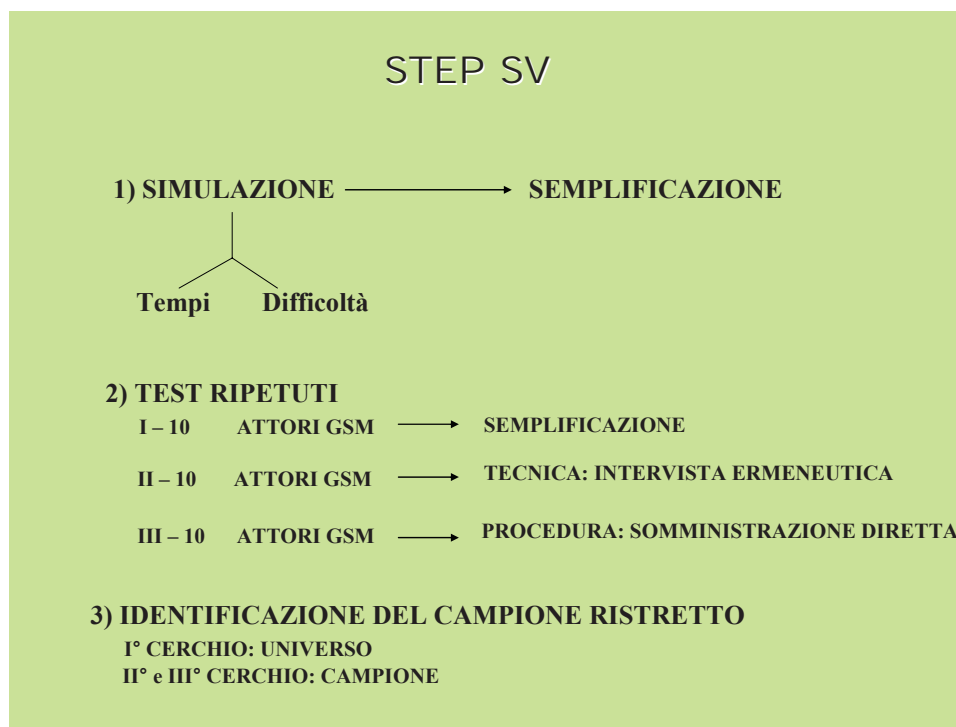 STEP SV
1) SIMULAZIONE SEMPLIFICAZIONE
Tempi Difficoltà
2) TEST RIPETUTI
I – 10 ATTORI GSM SEMPLIFICAZIONE
II – 10 ATTORI GSM TECNICA: INTERVISTA ERMENEUTICA
III – 10 ATTORI GSM PROCEDURA: SOMMINISTRAZIONE DIRETTA
3) IDENTIFICAZIONE DEL CAMPIONE RISTRETTO
I° CERCHIO: UNIVERSO
II° e III° CERCHIO: CAMPIONE